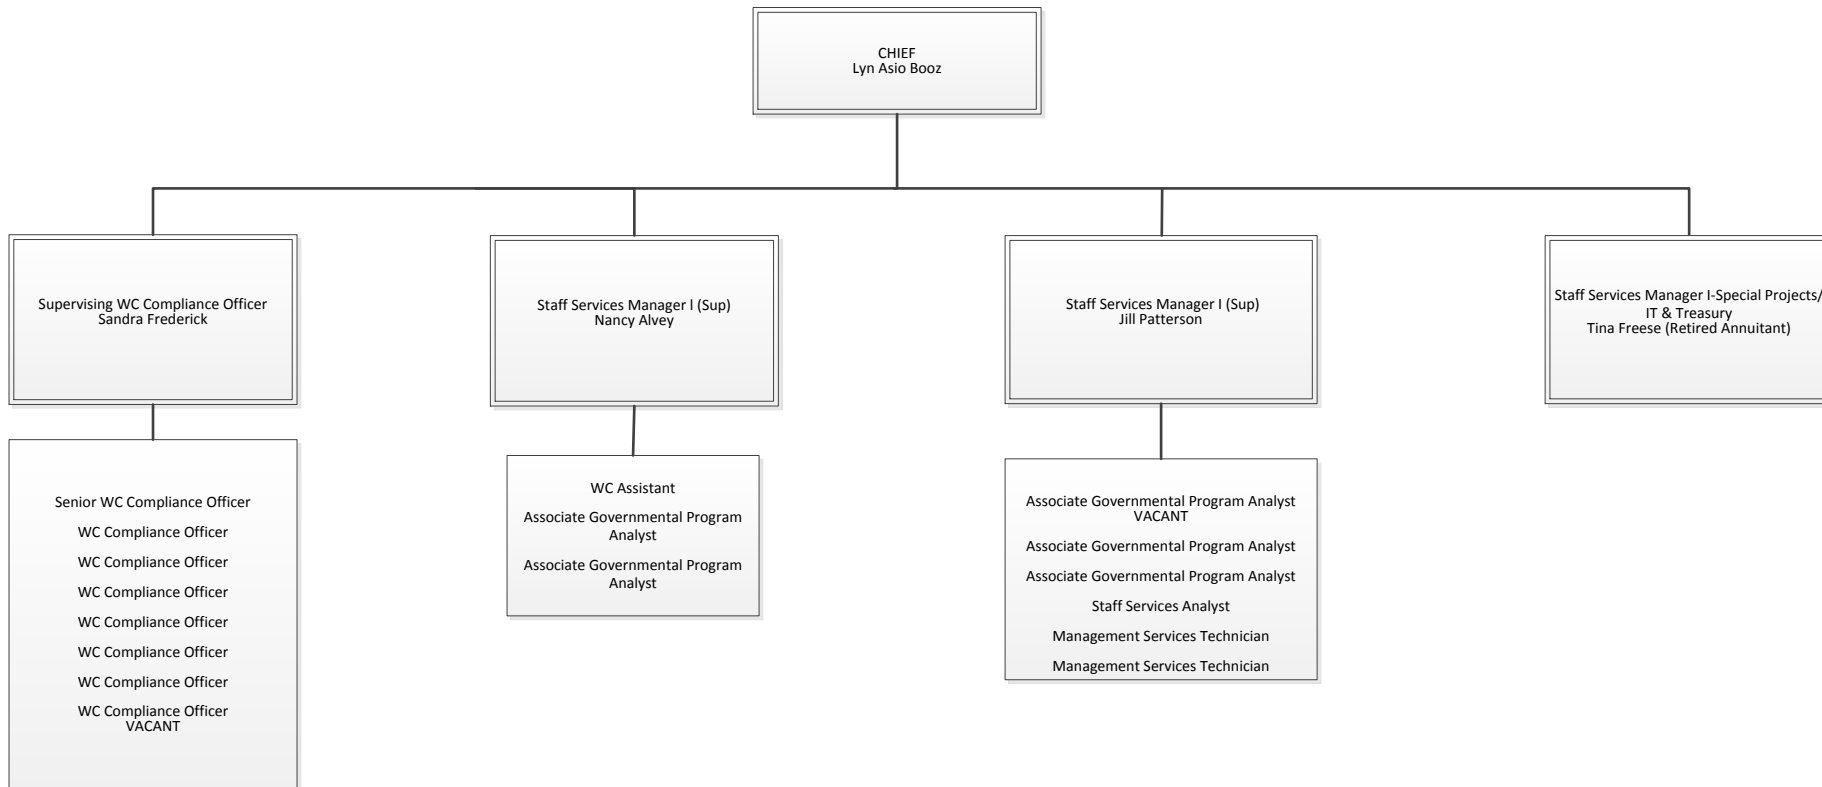 CHIEF
Lyn Asio Booz
Supervising WC Compliance Officer
Sandra Frederick
Staff Services Manager I (Sup)
Nancy Alvey
Staff Services Manager I (Sup)
Jill Patterson
Staff Services Manager I-Special Projects/
IT & Treasury
Tina Freese (Retired Annuitant)
Senior WC Compliance Officer
WC Compliance Officer
WC Compliance Officer
WC Compliance Officer
WC Compliance Officer
WC Compliance Officer
WC Compliance Officer
WC Compliance Officer
VACANT
WC Assistant
Associate Governmental Program
Analyst
Associate Governmental Program
Analyst
Associate Governmental Program Analyst
VACANT
Associate Governmental Program Analyst
Associate Governmental Program Analyst
Staff Services Analyst
Management Services Technician
Management Services Technician